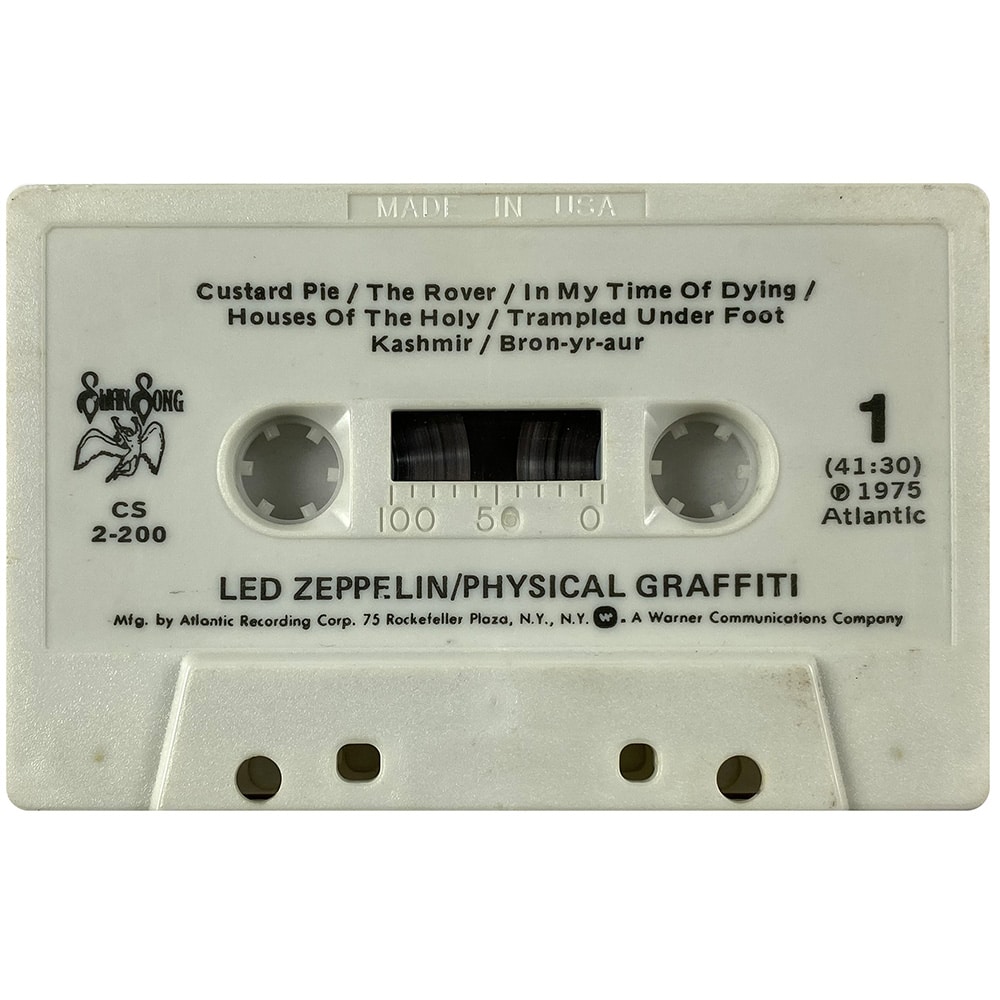 MADE IN USA
Custard Pie / The Rover / In My Time Of Dying /
Houses Of The Holy / Trampled Under Foot
Kashmir / Bron-yr-aur
SWAN SONG
CS
2-200
1
(41:30)
℗ 1975
Atlantic
100 50 0
LED ZEPPELIN/PHYSICAL GRAFFITI
Mfg. by Atlantic Recording Corp. 75 Rockefeller Plaza, N.Y., N.Y. W. A Warner Communications Company